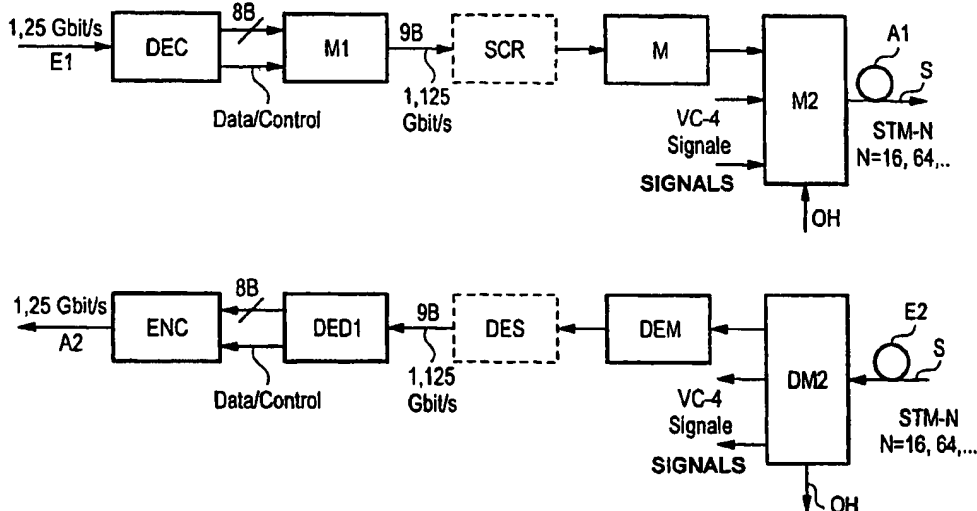 1,25 Gbit/s
E1
DEC
8B
Data/Control
M1
9B
1,125
Gbit/s
SCR
M
VC-4
Signale
SIGNALS
M2
OH
A1
S
STM-N
N=16, 64,..
1,25 Gbit/s
A2
ENC
8B
Data/Control
DED1
9B
1,125
Gbit/s
DES
DEM
VC-4
Signale
SIGNALS
DM2
OH
E2
S
STM-N
N=16, 64,...